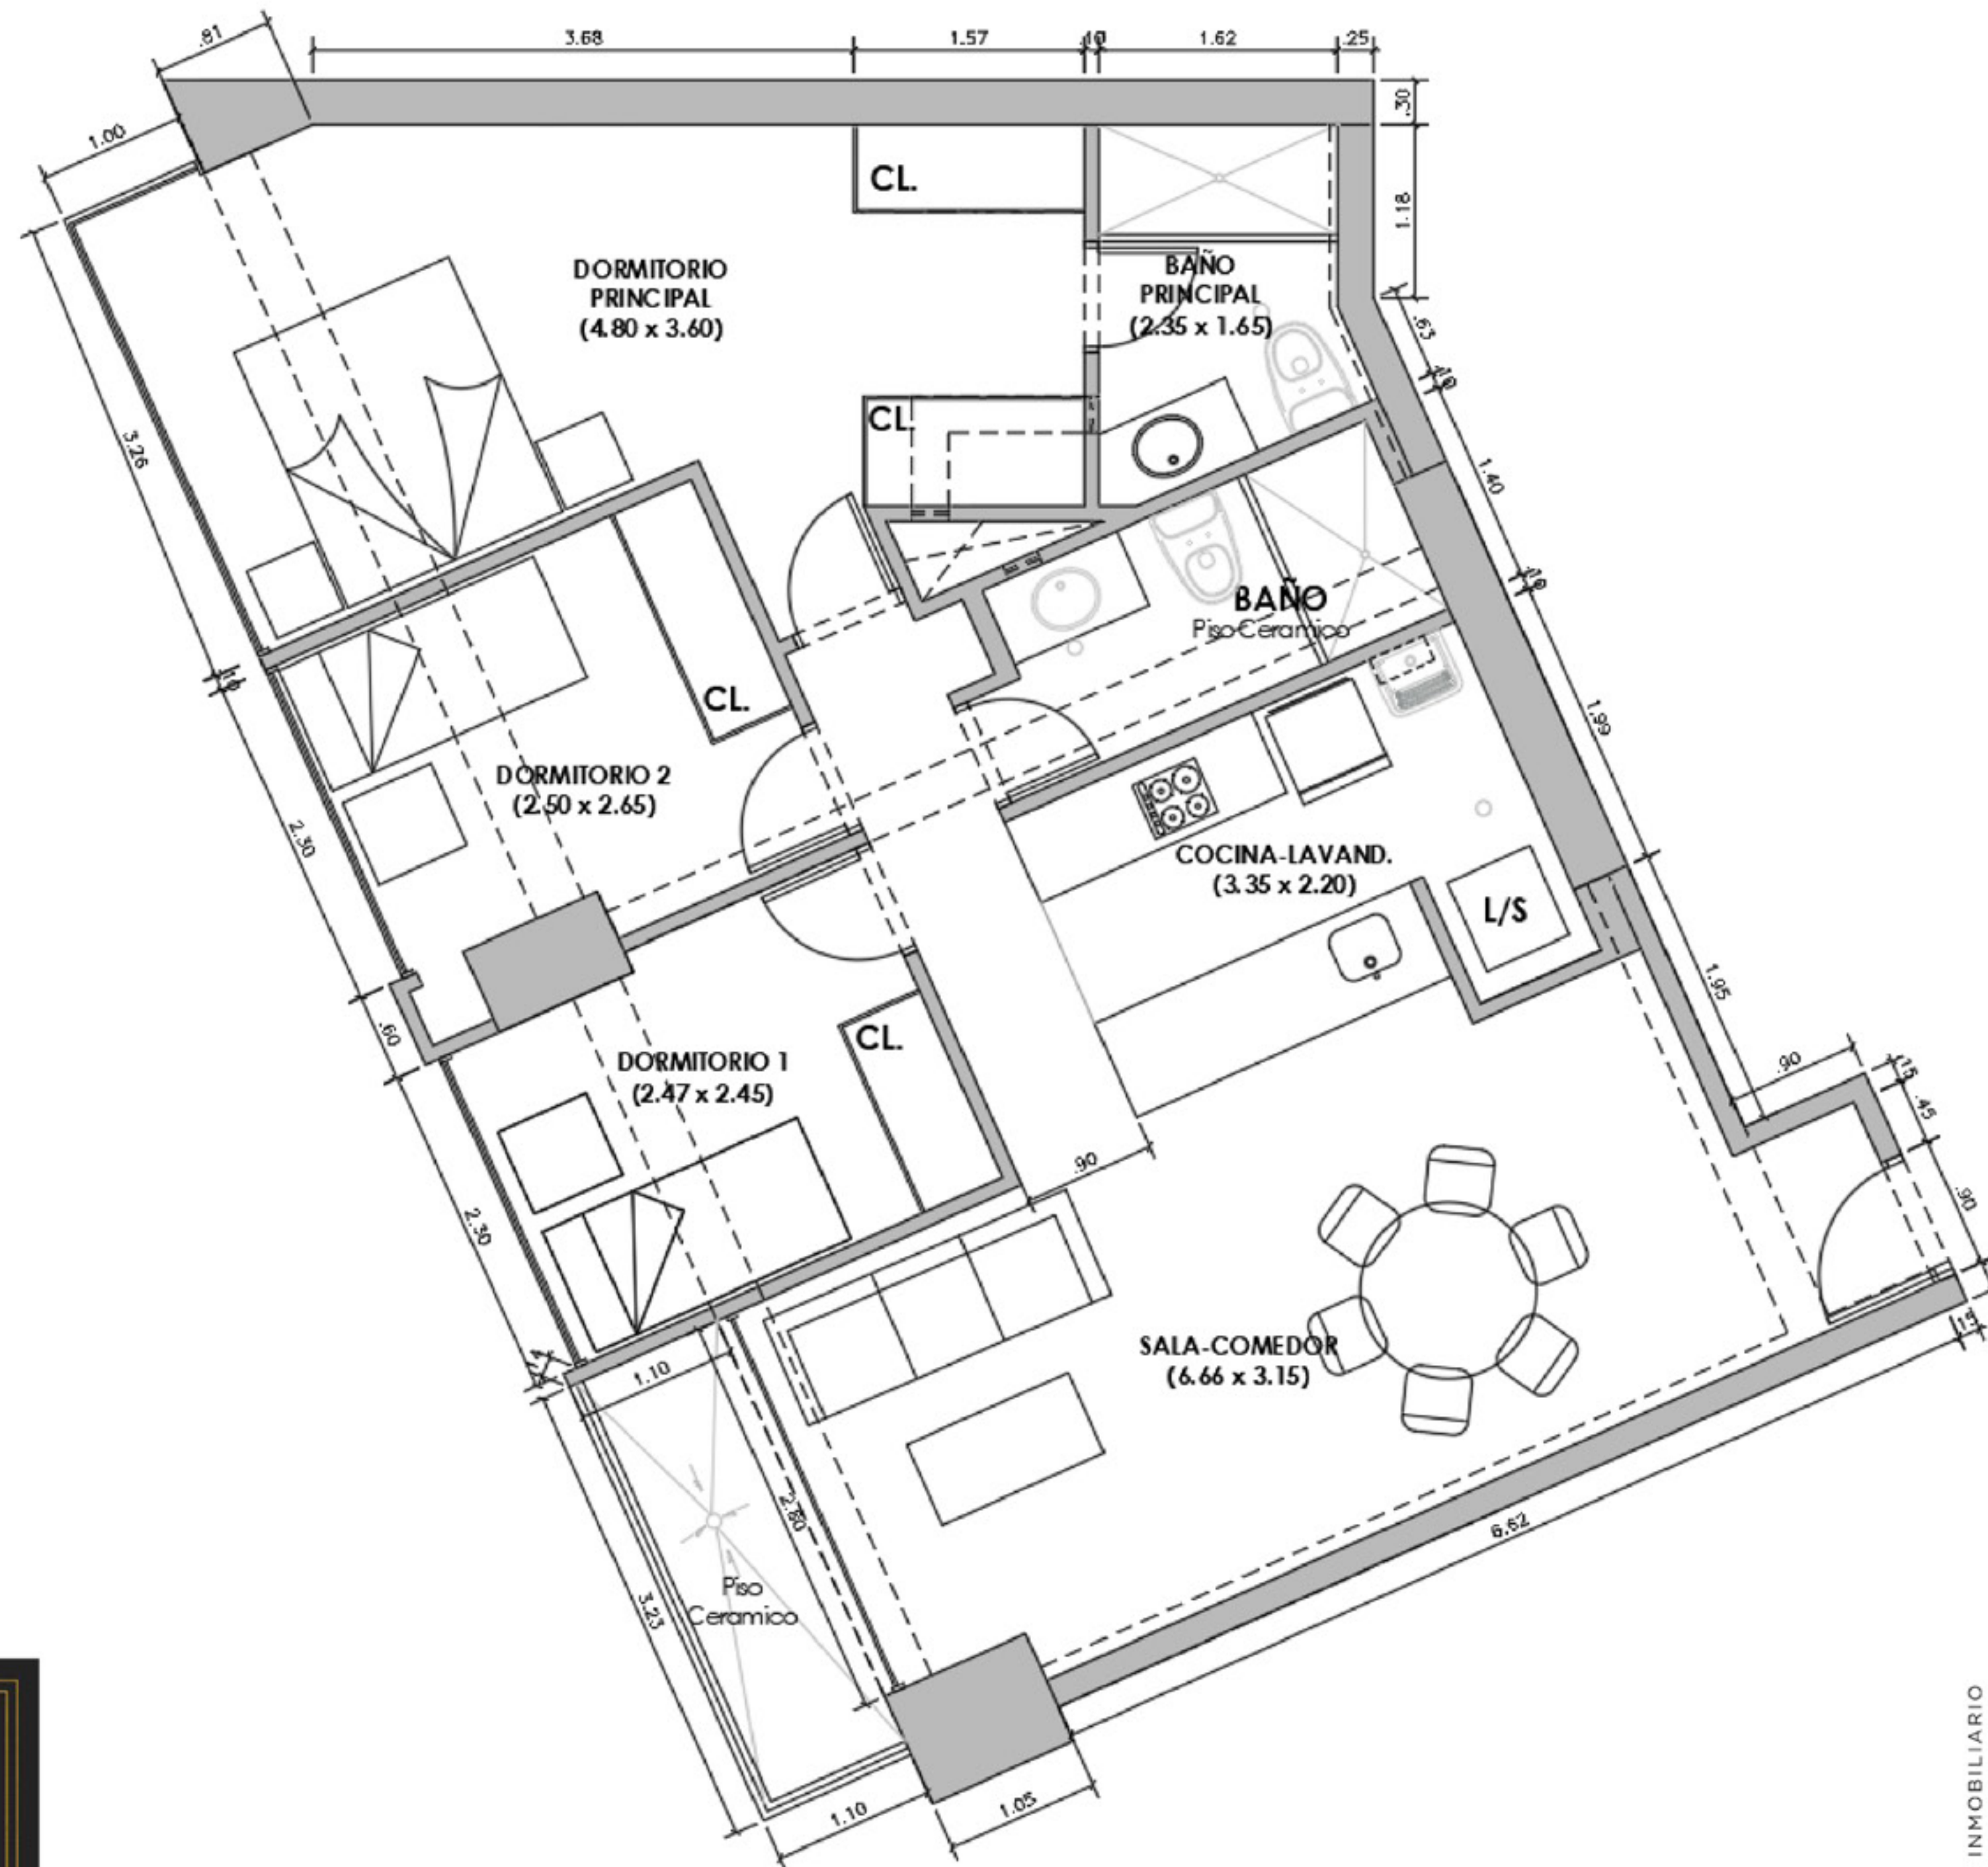 .81
3.68
1.57
.10
1.62
.25
.30
1.00
1.18
CL.
DORMITORIO
PRINCIPAL
(4.80 x 3.60)
BAÑO
PRINCIPAL
(2.35 x 1.65)
.63
.10
3.26
CL.
1.40
.10
BAÑO
Piso Ceramico
.10
CL.
1.99
DORMITORIO 2
(2.50 x 2.65)
2.30
COCINA-LAVAND.
(3.35 x 2.20)
L/S
1.95
.60
CL.
DORMITORIO 1
(2.47 x 2.45)
.90
.15
.45
.90
.90
2.30
SALA-COMEDOR
(6.66 x 3.15)
.15
1.10
2.80
6.62
Piso
Ceramico
3.23
1.10
1.05
INMOBILIARIO